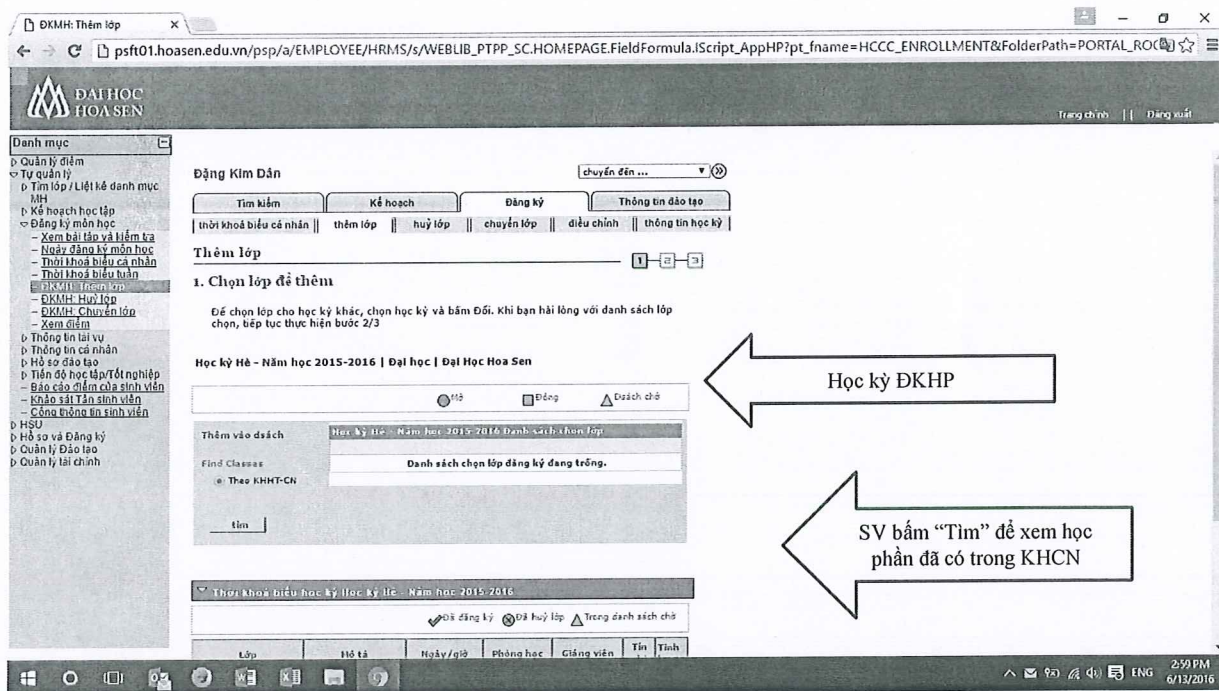 ĐKMH: Thêm lớp
psft01.hoasen.edu.vn/psp/a/EMPLOYEE/HRMS/s/WEBLIB_PTPP_SC.HOMEPAGE.FieldFormula.IScript_AppHP?pt_fname=HCCC_ENROLLMENT&FolderPath=PORTAL_ROO
ĐẠI HỌC
HOA SEN
Trang chính || Đăng xuất
Danh mục
Quản lý điểm
Tự quản lý
Tìm lớp / Liệt kê danh mục
MH
Kế hoạch học tập
Đăng ký môn học
– Xem bài tập và kiểm tra
– Ngày đăng ký môn học
– Thời khoá biểu cá nhân
– Thời khoá biểu tuần
– ĐKMH: Thêm lớp
– ĐKMH: Huỷ lớp
– ĐKMH: Chuyển lớp
– Xem điểm
Thông tin tài vụ
Thông tin cá nhân
Hồ sơ đào tạo
Tiến độ học tập/Tốt nghiệp
– Báo cáo điểm của sinh viên
– Khảo sát Tân sinh viên
– Cổng thông tin sinh viên
HSU
Hồ sơ và Đăng ký
Quản lý Đào tạo
Quản lý tài chính
Đặng Kim Dân
chuyển đến ...
Tìm kiếm
Kế hoạch
Đăng ký
Thông tin đào tạo
thời khoá biểu cá nhân || thêm lớp || huỷ lớp || chuyển lớp || điều chỉnh || thông tin học kỳ
Thêm lớp
1 2 3
1. Chọn lớp để thêm
Để chọn lớp cho học kỳ khác, chọn học kỳ và bấm Đổi. Khi bạn hài lòng với danh sách lớp
chọn, tiếp tục thực hiện bước 2/3
Học kỳ Hè - Năm học 2015-2016 | Đại học | Đại Học Hoa Sen
Mở Đóng Dsách chờ
Thêm vào dsách
Học kỳ Hè - Năm học 2015-2016 Danh sách chọn lớp
Find Classes
Danh sách chọn lớp đăng ký đang trống.
Theo KHHT-CN
tìm
Thời khoá biểu học kỳ Học kỳ Hè - Năm học 2015-2016
Đã đăng ký Đã huỷ lớp Trong danh sách chờ
Lớp
Mô tả
Ngày/giờ
Phòng học
Giảng viên
Tín
Tình
Học kỳ ĐKHP
SV bấm “Tìm” để xem học
phần đã có trong KHCN
ENG
2:59 PM
6/13/2016